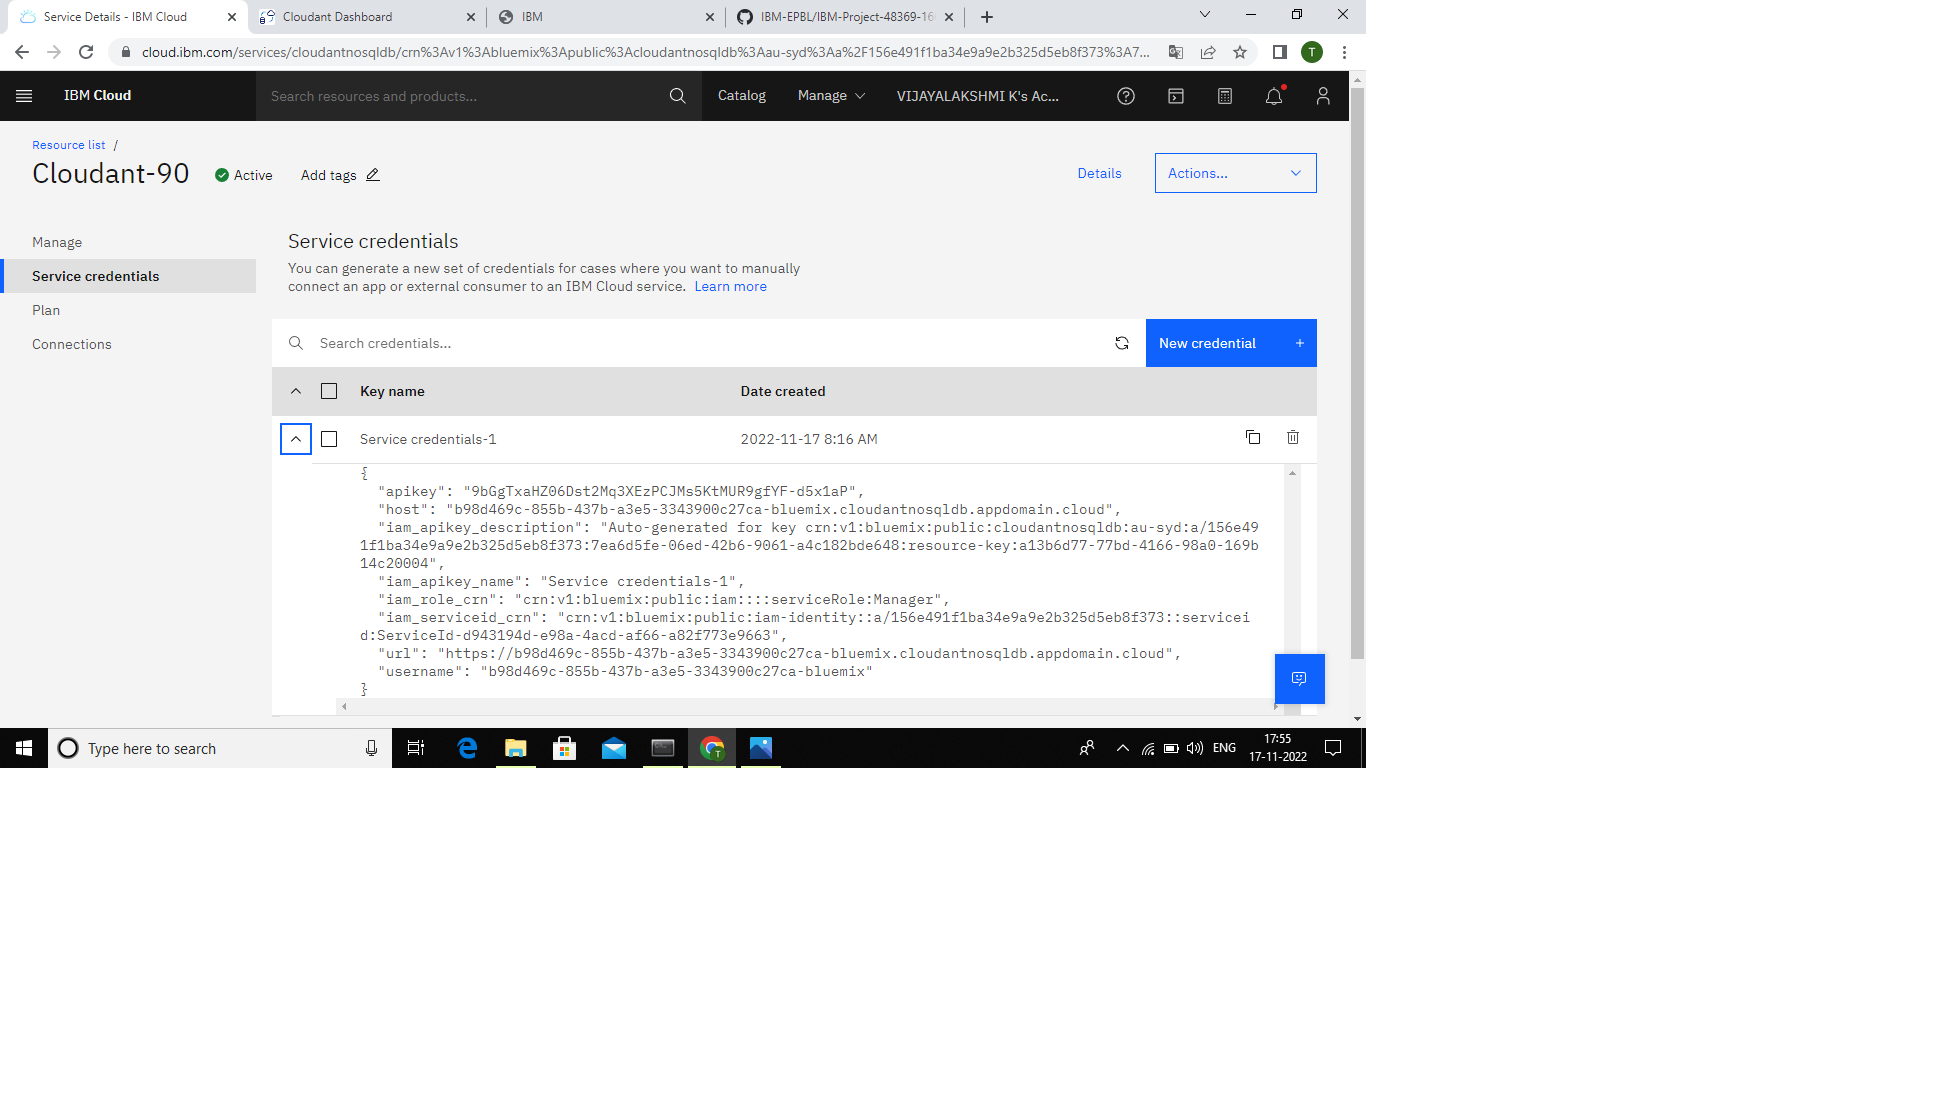 Service Details - IBM Cloud
Cloudant Dashboard
IBM
IBM-EPBL/IBM-Project-48369-16
cloud.ibm.com/services/cloudantnosqldb/crn%3Av1%3Abluemix%3Apublic%3Acloudantnosqldb%3Aau-syd%3Aa%2F156e491f1ba34e9a9e2b325d5eb8f373%3A7...
T
IBM Cloud
Search resources and products...
Catalog
Manage
VIJAYALAKSHMI K's Ac...
Resource list /
Cloudant-90
Active
Add tags
Details
Actions...
Manage
Service credentials
Plan
Connections
Service credentials
You can generate a new set of credentials for cases where you want to manually
connect an app or external consumer to an IBM Cloud service. Learn more
Search credentials...
New credential +
Key name
Date created
Service credentials-1
2022-11-17 8:16 AM
{
"apikey": "9bGgTxaHZ06Dst2Mq3XEzPCJMs5KtMUR9gfYF-d5x1aP",
"host": "b98d469c-855b-437b-a3e5-3343900c27ca-bluemix.cloudantnosqldb.appdomain.cloud",
"iam_apikey_description": "Auto-generated for key crn:v1:bluemix:public:cloudantnosqldb:au-syd:a/156e49
1f1ba34e9a9e2b325d5eb8f373:7ea6d5fe-06ed-42b6-9061-a4c182bde648:resource-key:a13b6d77-77bd-4166-98a0-169b
14c20004",
"iam_apikey_name": "Service credentials-1",
"iam_role_crn": "crn:v1:bluemix:public:iam::::serviceRole:Manager",
"iam_serviceid_crn": "crn:v1:bluemix:public:iam-identity::a/156e491f1ba34e9a9e2b325d5eb8f373::servicei
d:ServiceId-d943194d-e98a-4acd-af66-a82f773e9663",
"url": "https://b98d469c-855b-437b-a3e5-3343900c27ca-bluemix.cloudantnosqldb.appdomain.cloud",
"username": "b98d469c-855b-437b-a3e5-3343900c27ca-bluemix"
}
Type here to search
ENG
17:55
17-11-2022